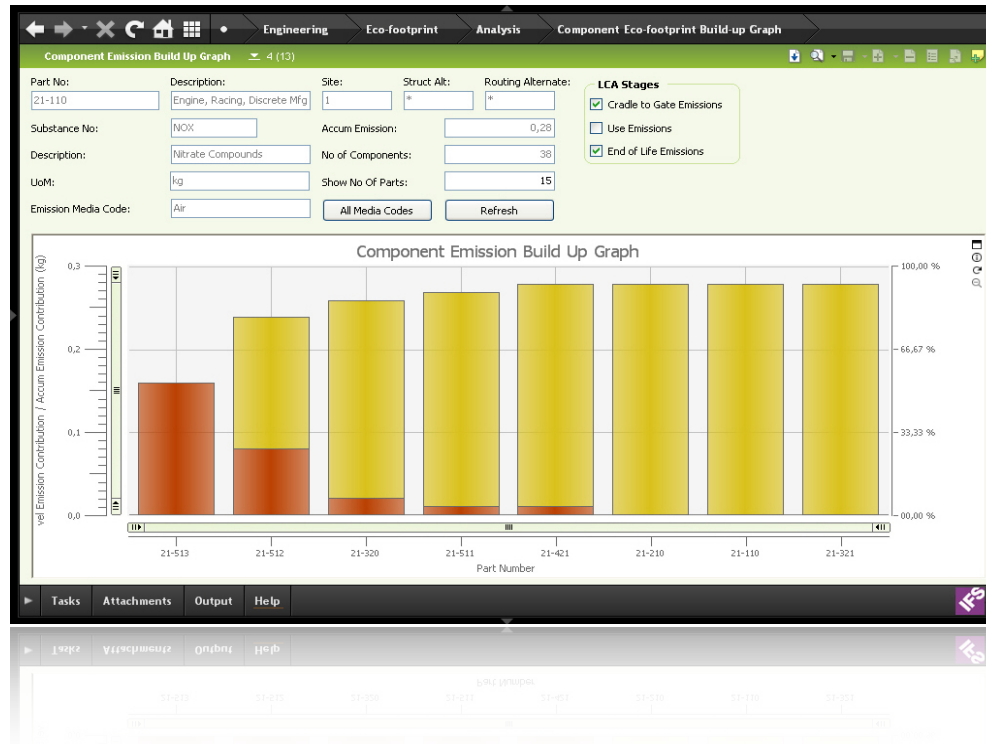 Engineering Eco-footprint Analysis Component Eco-footprint Build-up Graph
Component Emission Build Up Graph 4 (13)
Part No: Description: Site: Struct Alt: Routing Alternate: LCA Stages
21-110 Engine, Racing, Discrete Mfg 1 * * Cradle to Gate Emissions
Substance No: NOX Accum Emission: 0,28 Use Emissions
Description: Nitrate Compounds No of Components: 38 End of Life Emissions
UoM: kg Show No Of Parts: 15
Emission Media Code: Air All Media Codes Refresh
Component Emission Build Up Graph
vel Emission Contribution / Accum Emission Contribution (kg)
0,3 100,00 %
0,2 66,67 %
0,1 33,33 %
0,0 00,00 %
21-513 21-512 21-320 21-511 21-421 21-210 21-110 21-321
Part Number
Tasks Attachments Output Help IFS